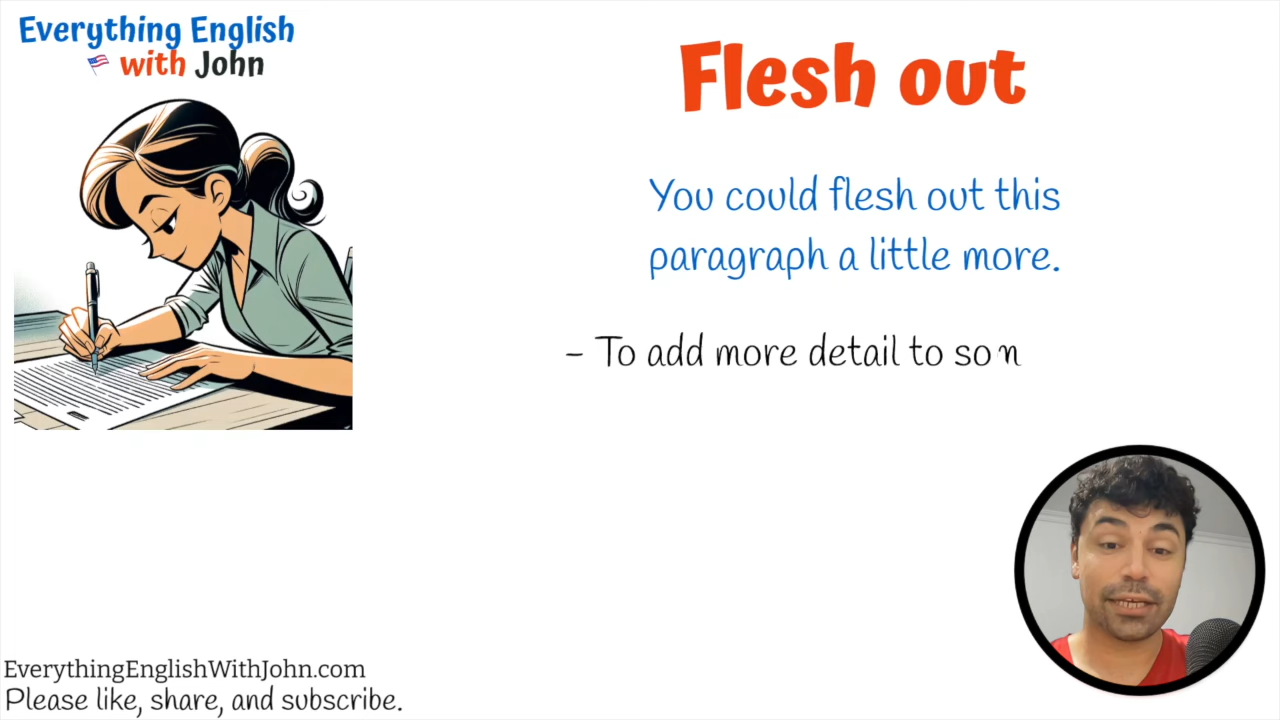 Everything English
with John
Flesh out
You could flesh out this
paragraph a little more.
- To add more detail to som
EverythingEnglishWithJohn.com
Please like, share, and subscribe.